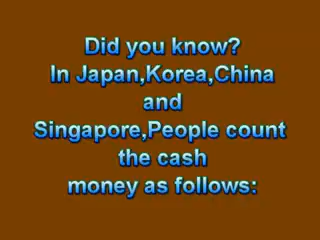 Did you know?
In Japan,Korea,China
and
Singapore,People count
the cash
money as follows: